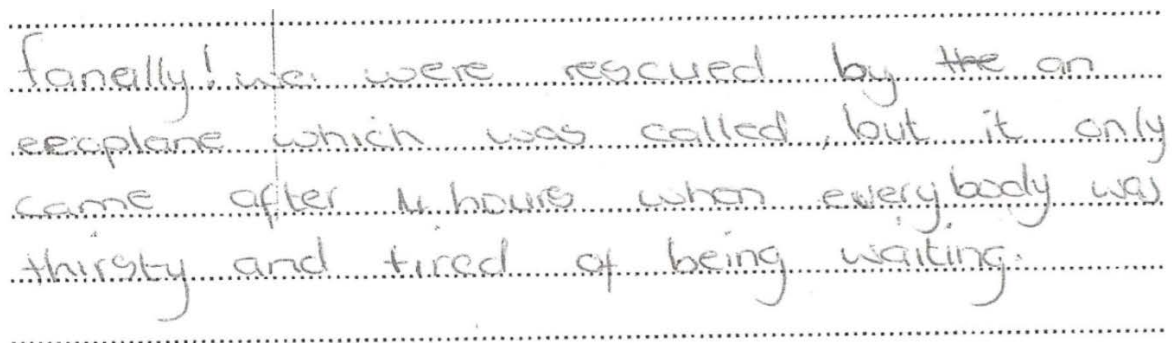 fanally! we were rescued by the an
eecplane which was called, but it only
came after 4 hours when everybody was
thirsty and tired of being waiting.